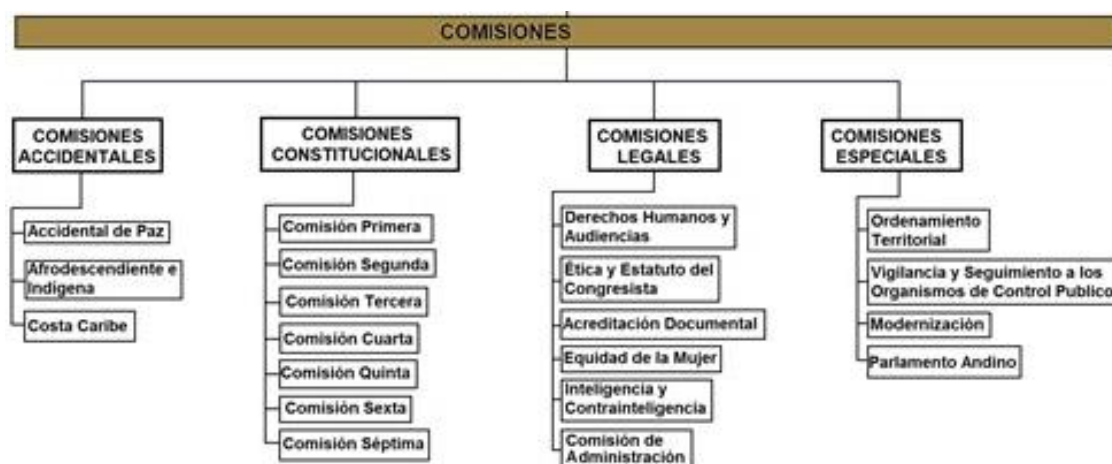 COMISIONES
COMISIONES
ACCIDENTALES
Accidental de Paz
Afrodescendiente e
Indígena
Costa Caribe
COMISIONES
CONSTITUCIONALES
Comisión Primera
Comisión Segunda
Comisión Tercera
Comisión Cuarta
Comisión Quinta
Comisión Sexta
Comisión Séptima
COMISIONES
LEGALES
Derechos Humanos y
Audiencias
Ética y Estatuto del
Congresista
Acreditación Documental
Equidad de la Mujer
Inteligencia y
Contrainteligencia
Comisión de
Administración
COMISIONES
ESPECIALES
Ordenamiento
Territorial
Vigilancia y Seguimiento a los
Organismos de Control Publico
Modernización
Parlamento Andino